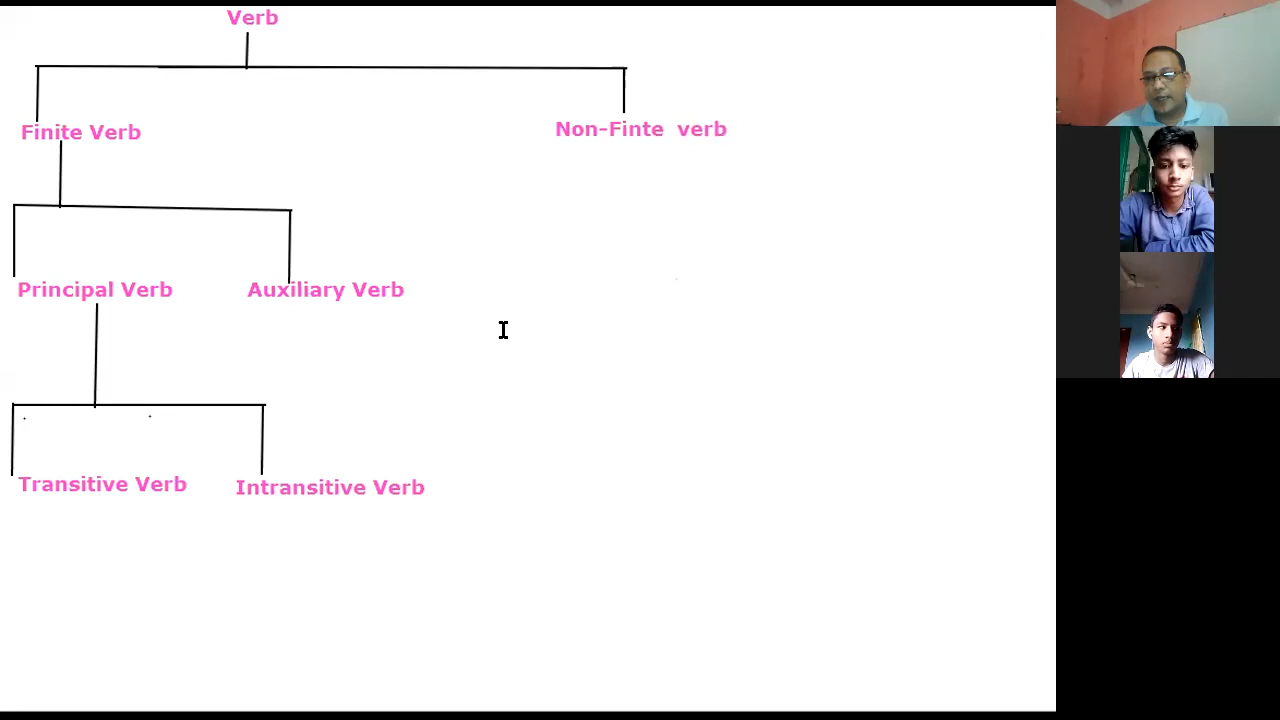 Verb
Finite Verb
Non-Finte verb
Principal Verb
Auxiliary Verb
Transitive Verb
Intransitive Verb